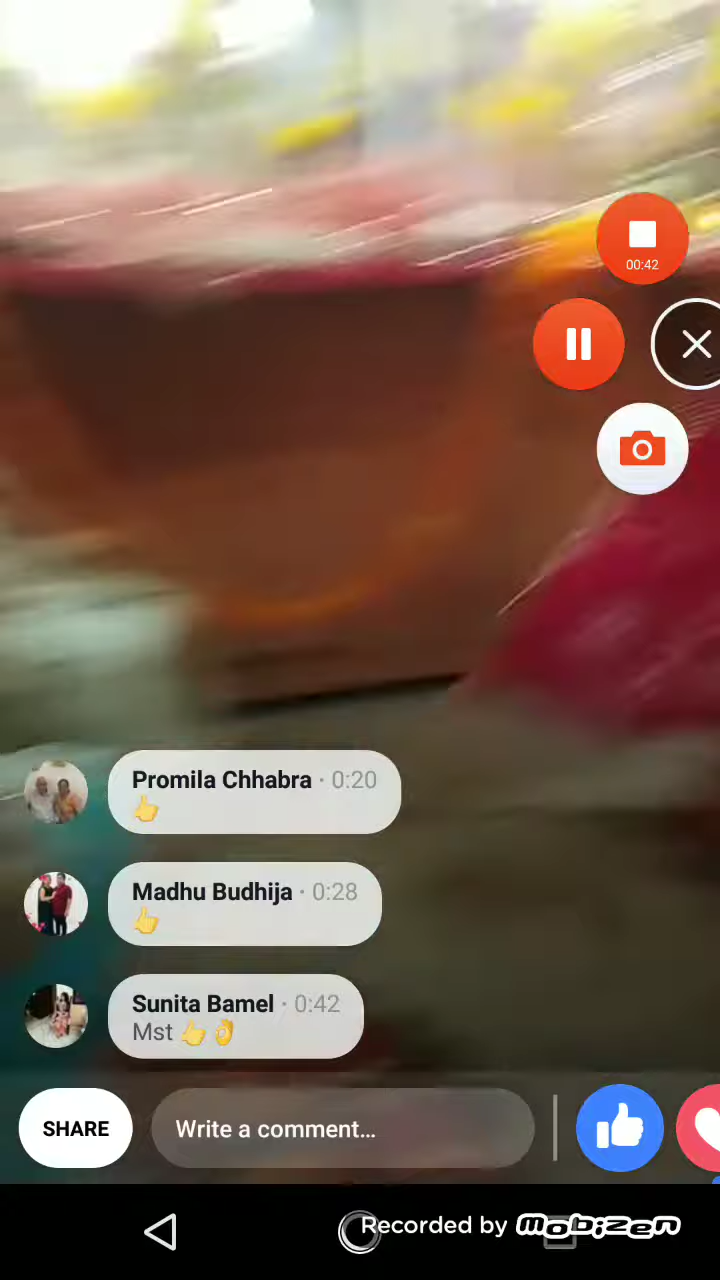 00:42
Promila Chhabra · 0:20
👍
Madhu Budhija · 0:28
👍
Sunita Bamel · 0:42
Mst 👍👌
SHARE
Write a comment...
Recorded by mobizen